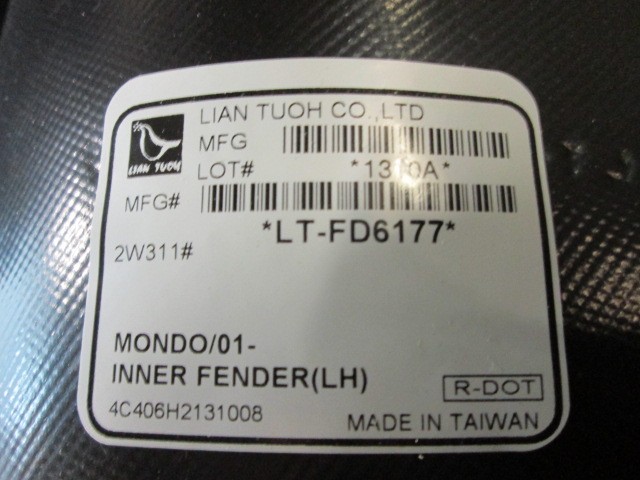 LIAN TUOH CO.,LTD
LIAN TUOH
MFG
LOT#
*1310A*
MFG#
*LT-FD6177*
2W311#
MONDO/01-
INNER FENDER(LH)
R-DOT
4C406H2131008
MADE IN TAIWAN